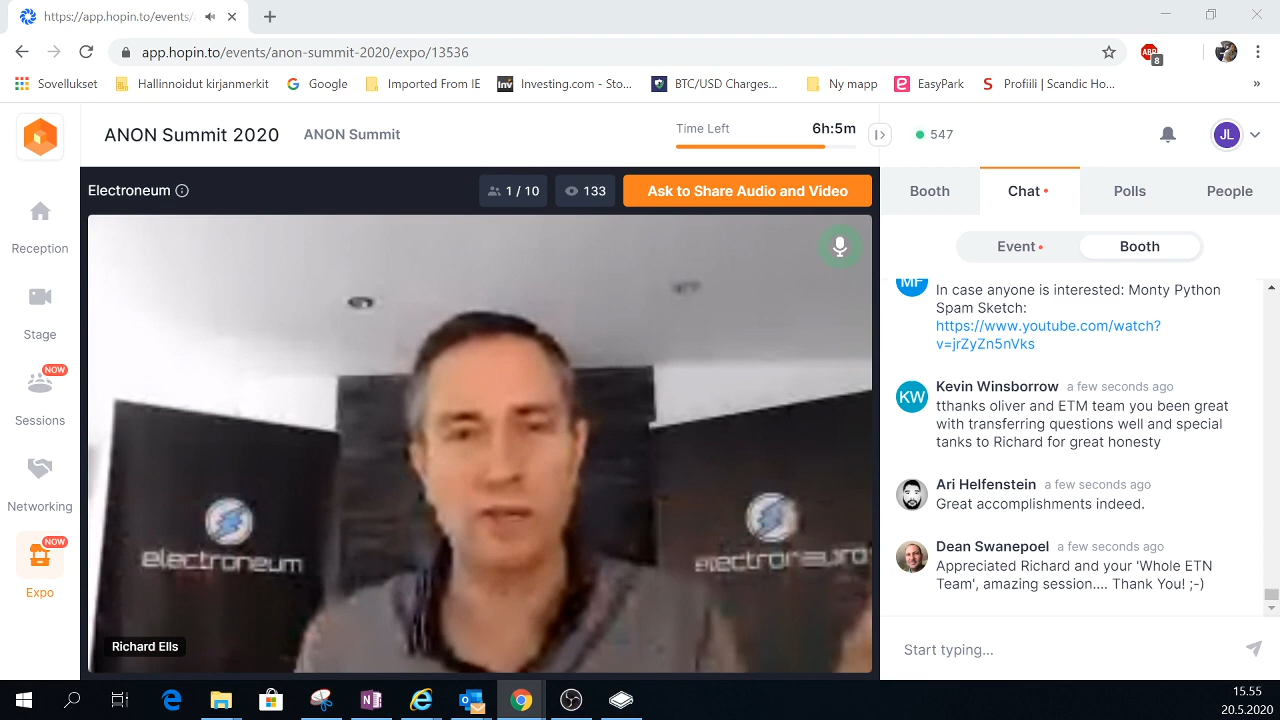 https://app.hopin.to/events/
app.hopin.to/events/anon-summit-2020/expo/13536
ABP
8
Sovellukset
Hallinnoidut kirjanmerkit
Google
Imported From IE
Inv
Investing.com - Sto...
BTC/USD Charges...
Ny mapp
EasyPark
S
Profiili | Scandic Ho...
»
ANON Summit 2020
ANON Summit
Time Left
6h:5m
547
JL
Reception
Stage
NOW
Sessions
Networking
NOW
Expo
Electroneum
1 / 10
133
Ask to Share Audio and Video
electroneum
Richard Ells
Booth
Chat
Polls
People
Event
Booth
MF
In case anyone is interested: Monty Python
Spam Sketch:
https://www.youtube.com/watch?
v=jrZyZn5nVks
KW
Kevin Winsborrow a few seconds ago
tthanks oliver and ETM team you been great
with transferring questions well and special
tanks to Richard for great honesty
Ari Helfenstein a few seconds ago
Great accomplishments indeed.
Dean Swanepoel a few seconds ago
Appreciated Richard and your 'Whole ETN
Team', amazing session.... Thank You! ;-)
Start typing...
15.55
20.5.2020